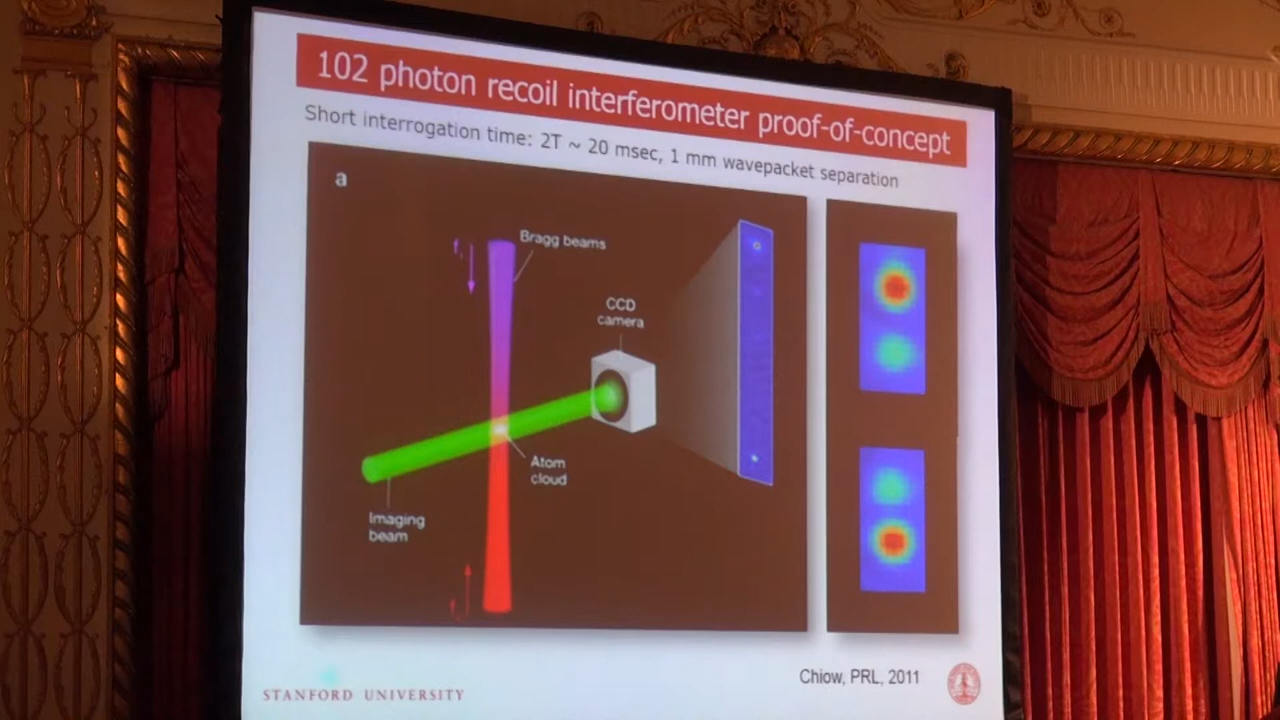 102 photon recoil interferometer proof-of-concept
Short interrogation time: 2T ~ 20 msec, 1 mm wavepacket separation
a
Bragg beams
CCD
camera
Atom
cloud
Imaging
beam
Chiow, PRL, 2011
STANFORD UNIVERSITY